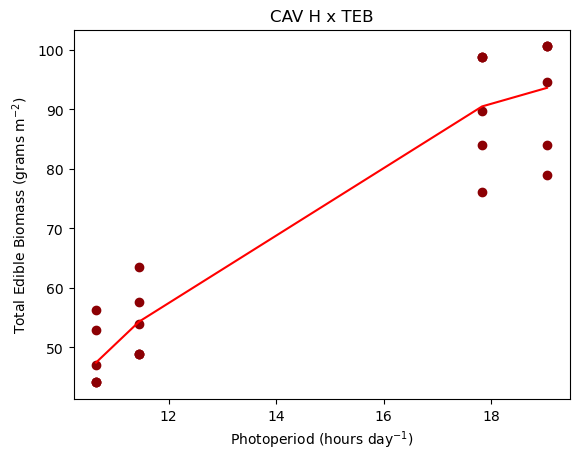 CAV H x TEB
Total Edible Biomass (grams m⁻²)
100
90
80
70
60
50
12 14 16 18
Photoperiod (hours day⁻¹)